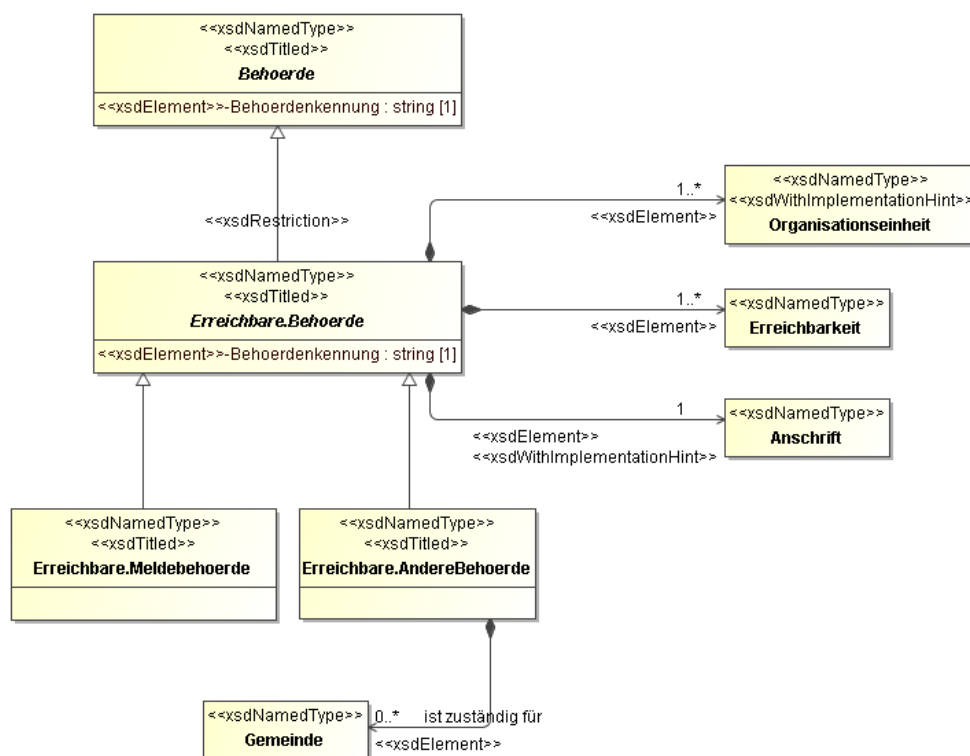 <<xsdNamedType>>
<<xsdTitled>>
Behoerde
<<xsdElement>>-Behoerdenkennung : string [1]
<<xsdRestriction>>
1..*
<<xsdElement>>
<<xsdNamedType>>
<<xsdWithImplementationHint>>
Organisationseinheit
<<xsdNamedType>>
<<xsdTitled>>
Erreichbare.Behoerde
<<xsdElement>>-Behoerdenkennung : string [1]
1..*
<<xsdElement>>
<<xsdNamedType>>
Erreichbarkeit
1
<<xsdElement>>
<<xsdWithImplementationHint>>
<<xsdNamedType>>
Anschrift
<<xsdNamedType>>
<<xsdTitled>>
Erreichbare.Meldebehoerde
<<xsdNamedType>>
<<xsdTitled>>
Erreichbare.AndereBehoerde
0..* ist zuständig für
<<xsdElement>>
<<xsdNamedType>>
Gemeinde